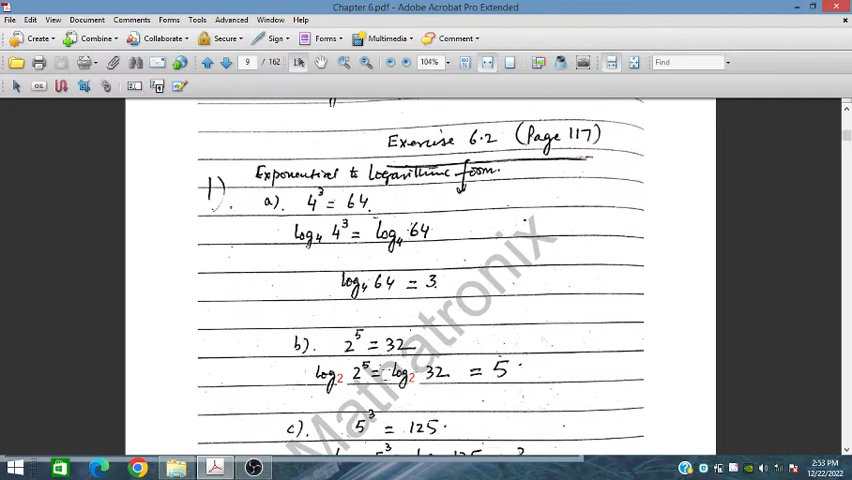 Chapter 6.pdf - Adobe Acrobat Pro Extended
File Edit View Document Comments Forms Tools Advanced Window Help
Create Combine Collaborate Secure Sign Forms Multimedia Comment
9 / 162 104% Find
Exercise 6.2 (Page 117)
Exponential to logarithmic form.
1). a). 4³ = 64.
log₄ 4³ = log₄ 64
log₄ 64 = 3.
b). 2⁵ = 32
log₂ 2⁵ = log₂ 32. = 5
c). 5³ = 125.
Mathatronix
2:53 PM
12/22/2022